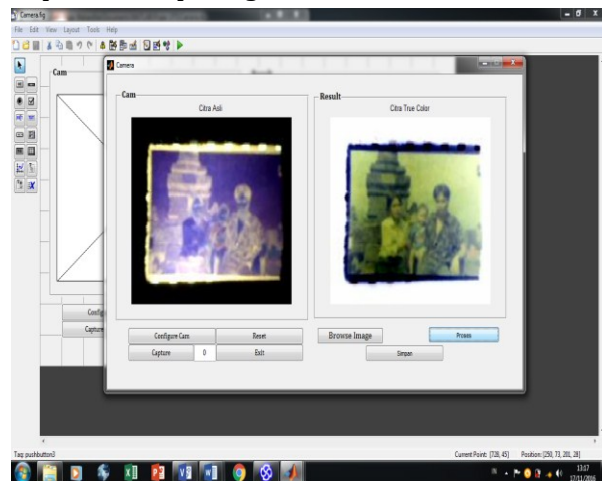 Camera.fig
File Edit View Layout Tools Help
Cam
Camera
Cam
Citra Asli
Result
Citra True Color
Config
Capture
Configure Cam
Reset
Capture
0
Exit
Browse Image
Proses
Simpan
Tag: pushbutton3
Current Point: [728, 45] Position: [250, 73, 201, 28]
13:17
17/11/2016